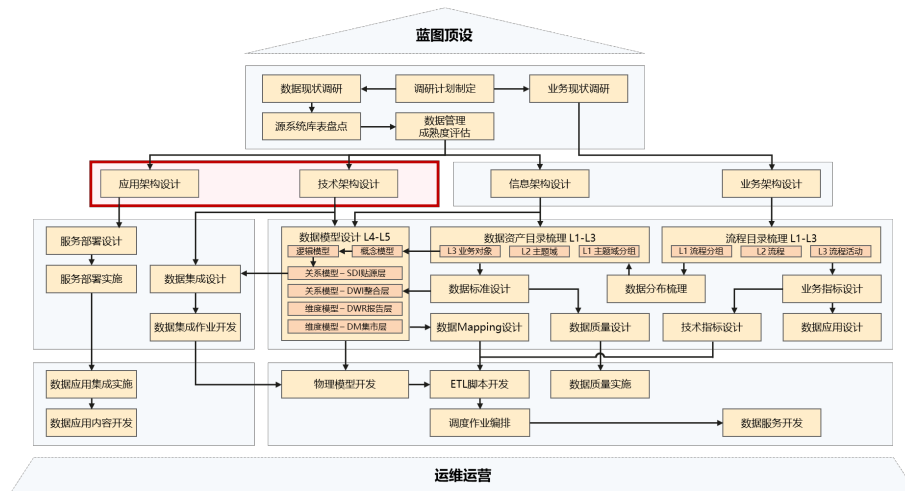 蓝图顶设
数据现状调研
调研计划制定
业务现状调研
源系统库表盘点
数据管理
成熟度评估
应用架构设计
技术架构设计
信息架构设计
业务架构设计
服务部署设计
服务部署实施
数据集成设计
数据集成作业开发
数据模型设计 L4-L5
逻辑模型
概念模型
关系模型 – SDI贴源层
关系模型 – DWI整合层
维度模型 – DWR报告层
维度模型 – DM集市层
数据资产目录梳理 L1-L3
L3 业务对象
L2 主题域
L1 主题域分组
数据标准设计
数据分布梳理
数据Mapping设计
数据质量设计
流程目录梳理 L1-L3
L1 流程分组
L2 流程
L3 流程活动
业务指标设计
技术指标设计
数据应用设计
数据应用集成实施
数据应用内容开发
物理模型开发
ETL脚本开发
数据质量实施
调度作业编排
数据服务开发
运维运营